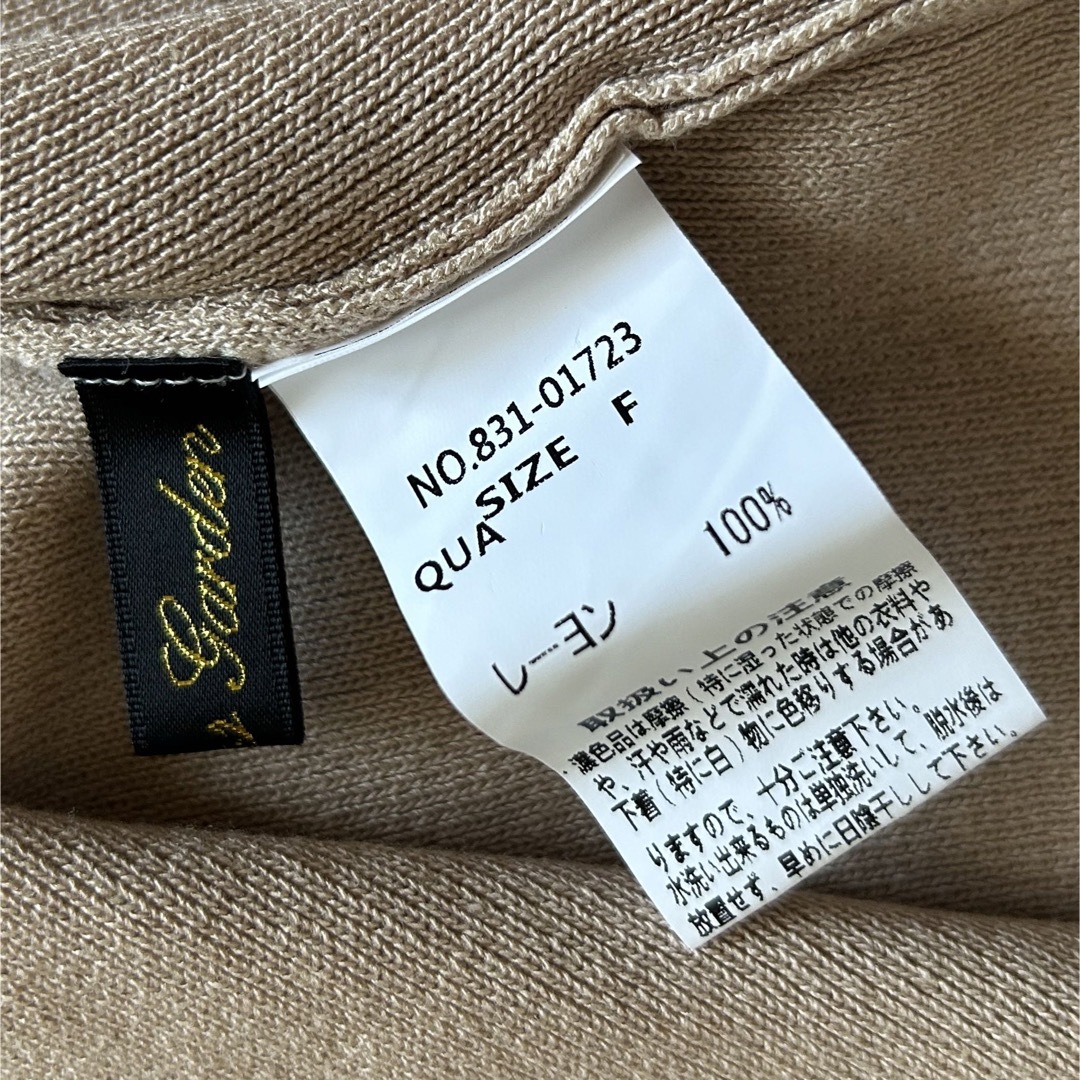 Garden
NO.831-01723
SIZE F
QUA
レーヨン 100%
取扱い上の注意
濃色品は摩擦(特に湿った状態での摩擦
や、汗や雨などで濡れた時は他の衣料や
下着(特に白)物に色移りする場合があ
りますので、十分ご注意下さい。
水洗い出来るものは単独洗いして、脱水後は
放置せず、早めに日陰干しして下さい。